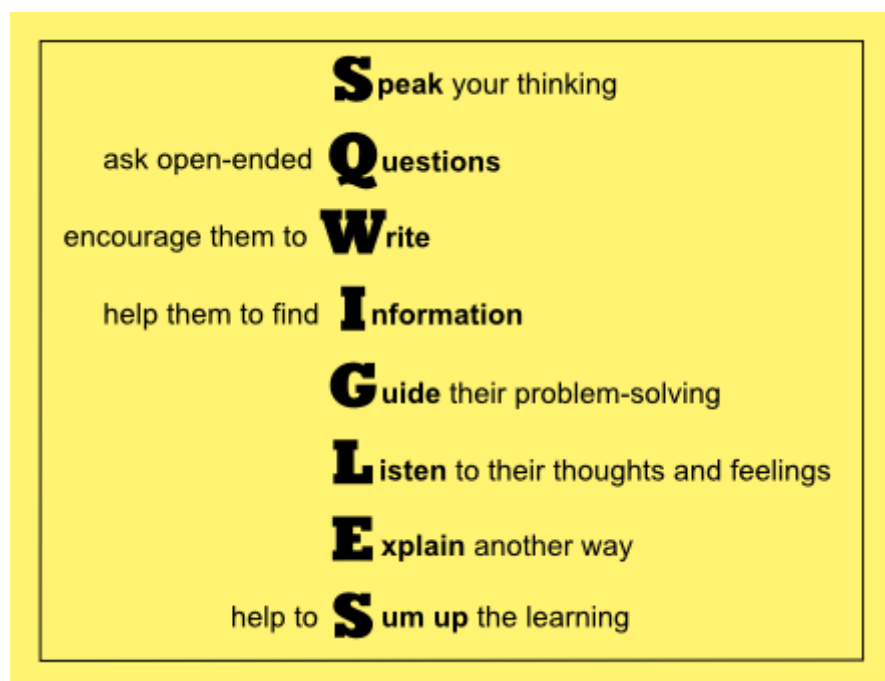 Speak your thinking
ask open-ended Questions
encourage them to Write
help them to find Information
Guide their problem-solving
Listen to their thoughts and feelings
Explain another way
help to Sum up the learning